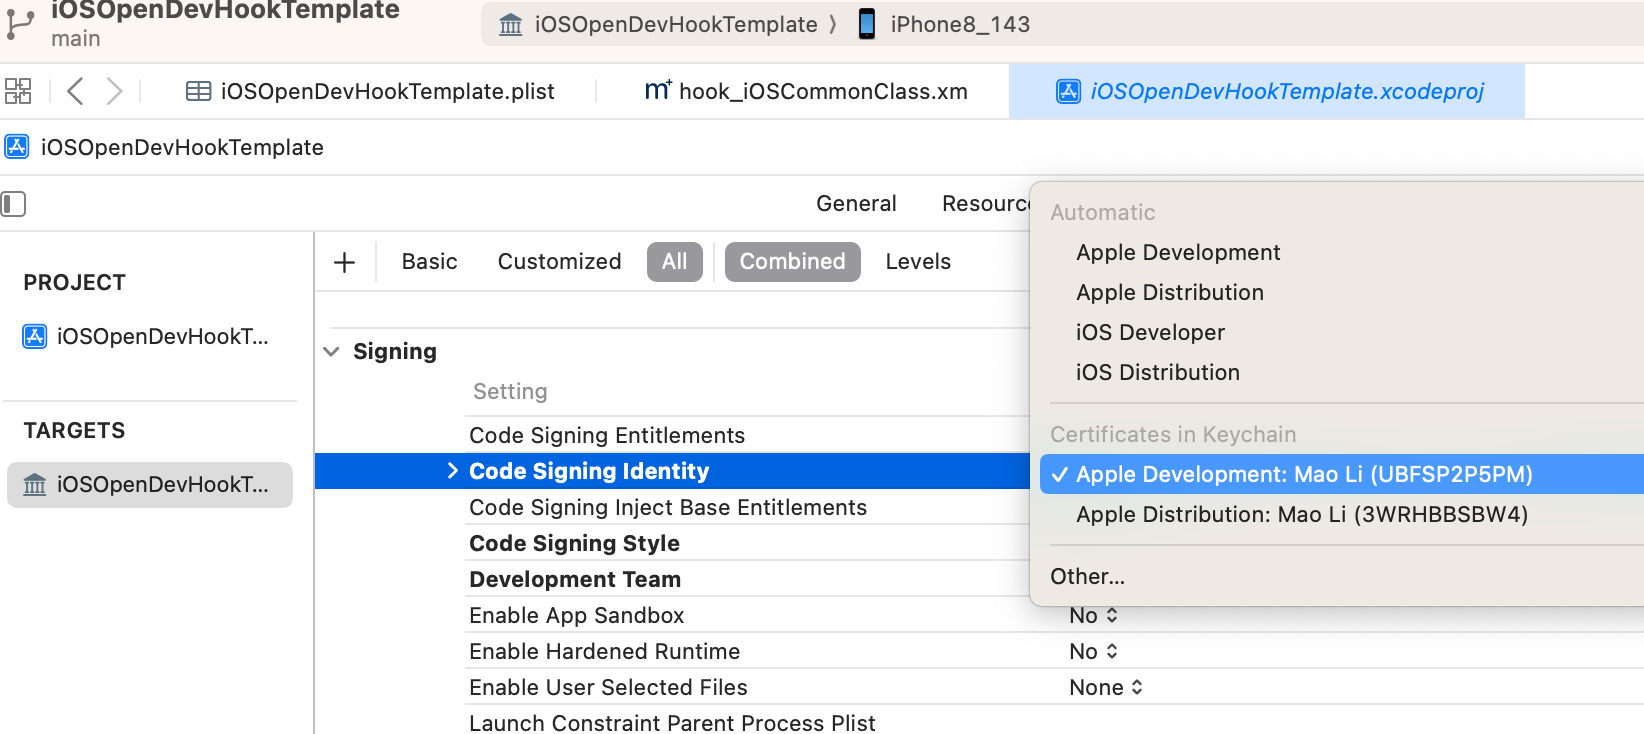 iOSOpenDevHookTemplate
main
iOSOpenDevHookTemplate 〉 iPhone8_143
iOSOpenDevHookTemplate.plist
hook_iOSCommonClass.xm
iOSOpenDevHookTemplate.xcodeproj
iOSOpenDevHookTemplate
General
Resourc
PROJECT
iOSOpenDevHookT...
TARGETS
iOSOpenDevHookT...
Basic
Customized
All
Combined
Levels
Signing
Setting
Code Signing Entitlements
Code Signing Identity
Code Signing Inject Base Entitlements
Code Signing Style
Development Team
Enable App Sandbox
No
Enable Hardened Runtime
No
Enable User Selected Files
None
Launch Constraint Parent Process Plist
Automatic
Apple Development
Apple Distribution
iOS Developer
iOS Distribution
Certificates in Keychain
✓ Apple Development: Mao Li (UBFSP2P5PM)
Apple Distribution: Mao Li (3WRHBBSBW4)
Other...